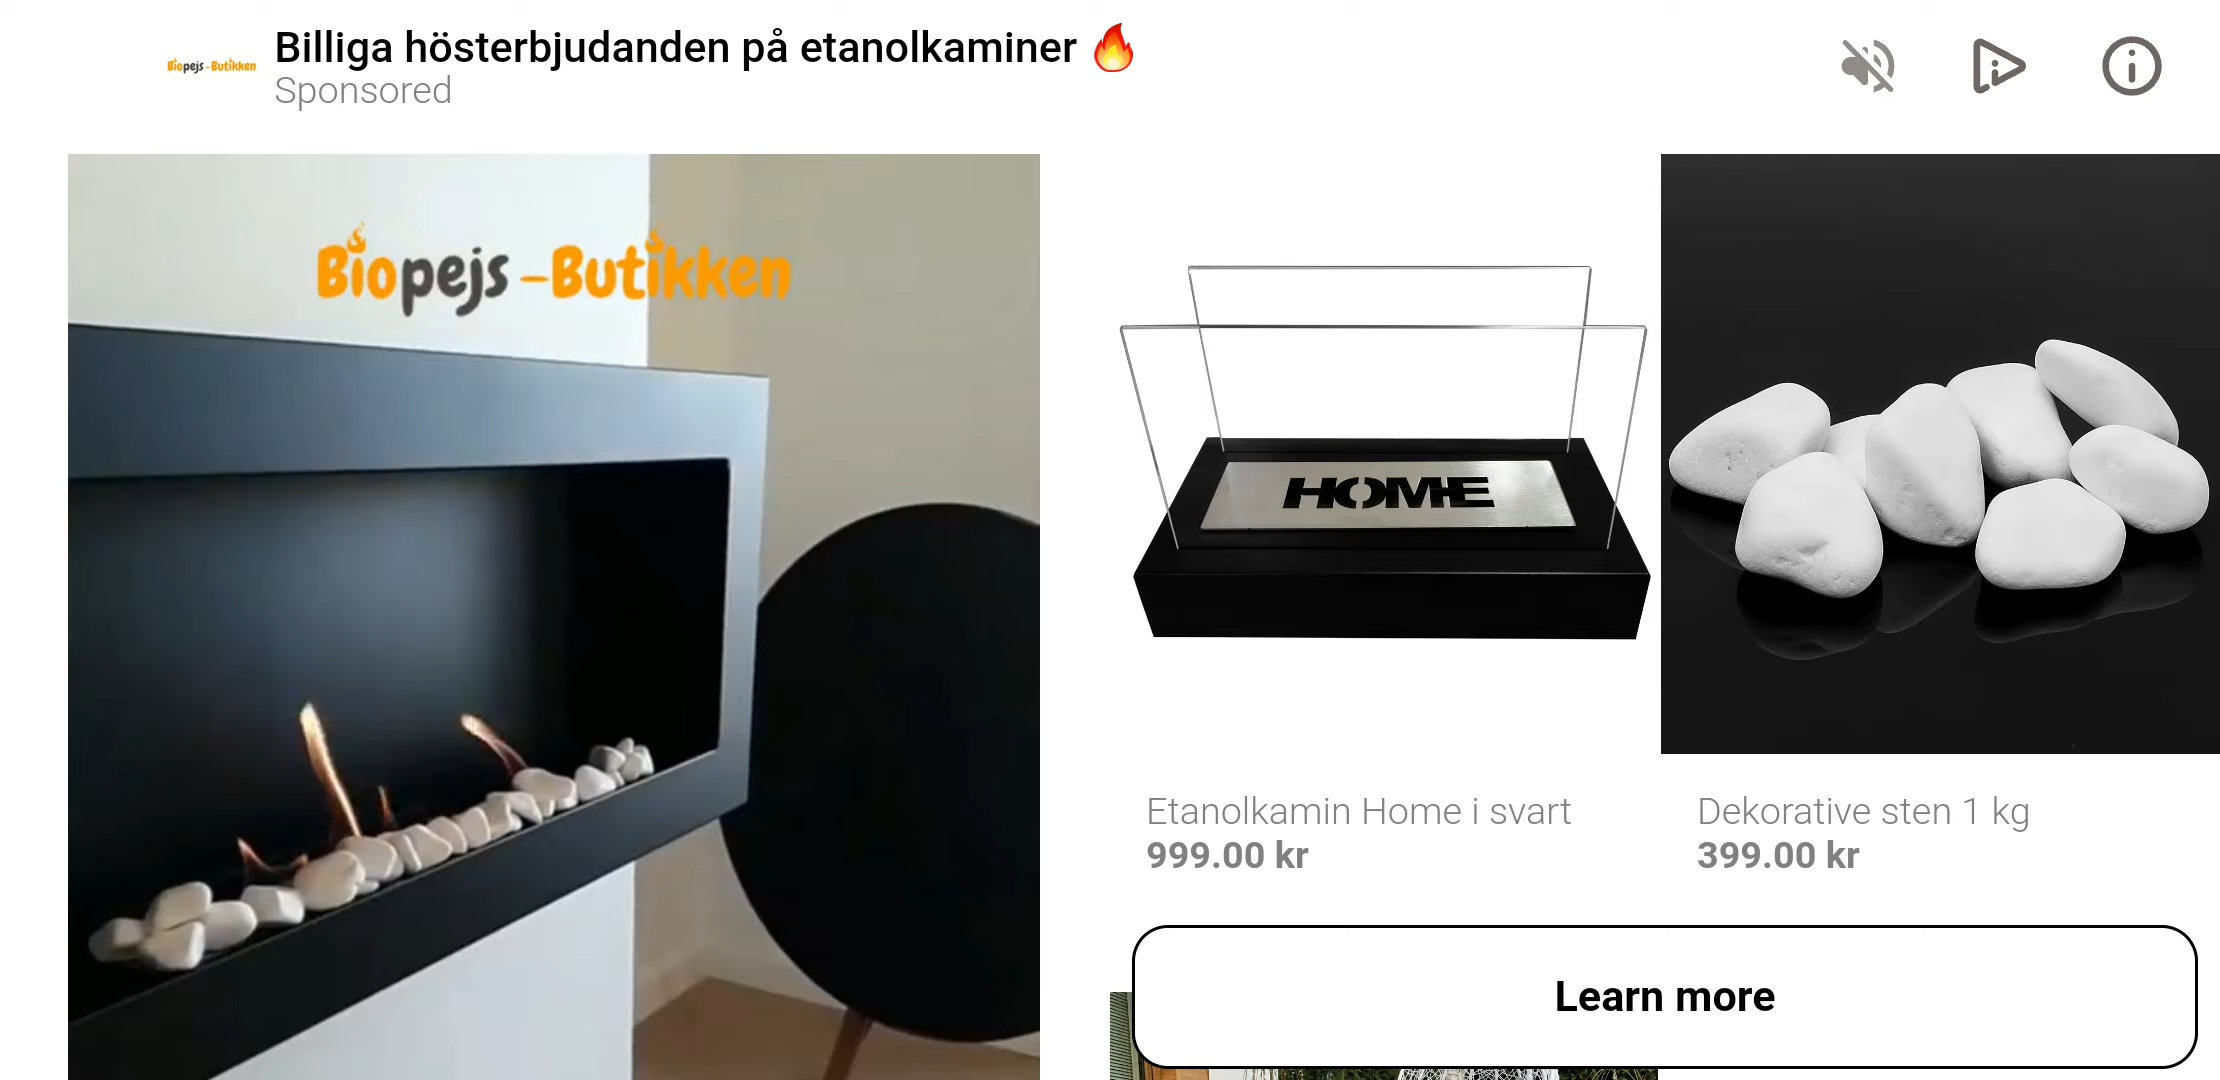 Biopejs-Butikken
Billiga hösterbjudanden på etanolkaminer 🔥
Sponsored
Biopejs-Butikken
HOME
Etanolkamin Home i svart
999.00 kr
Dekorative sten 1 kg
399.00 kr
Learn more